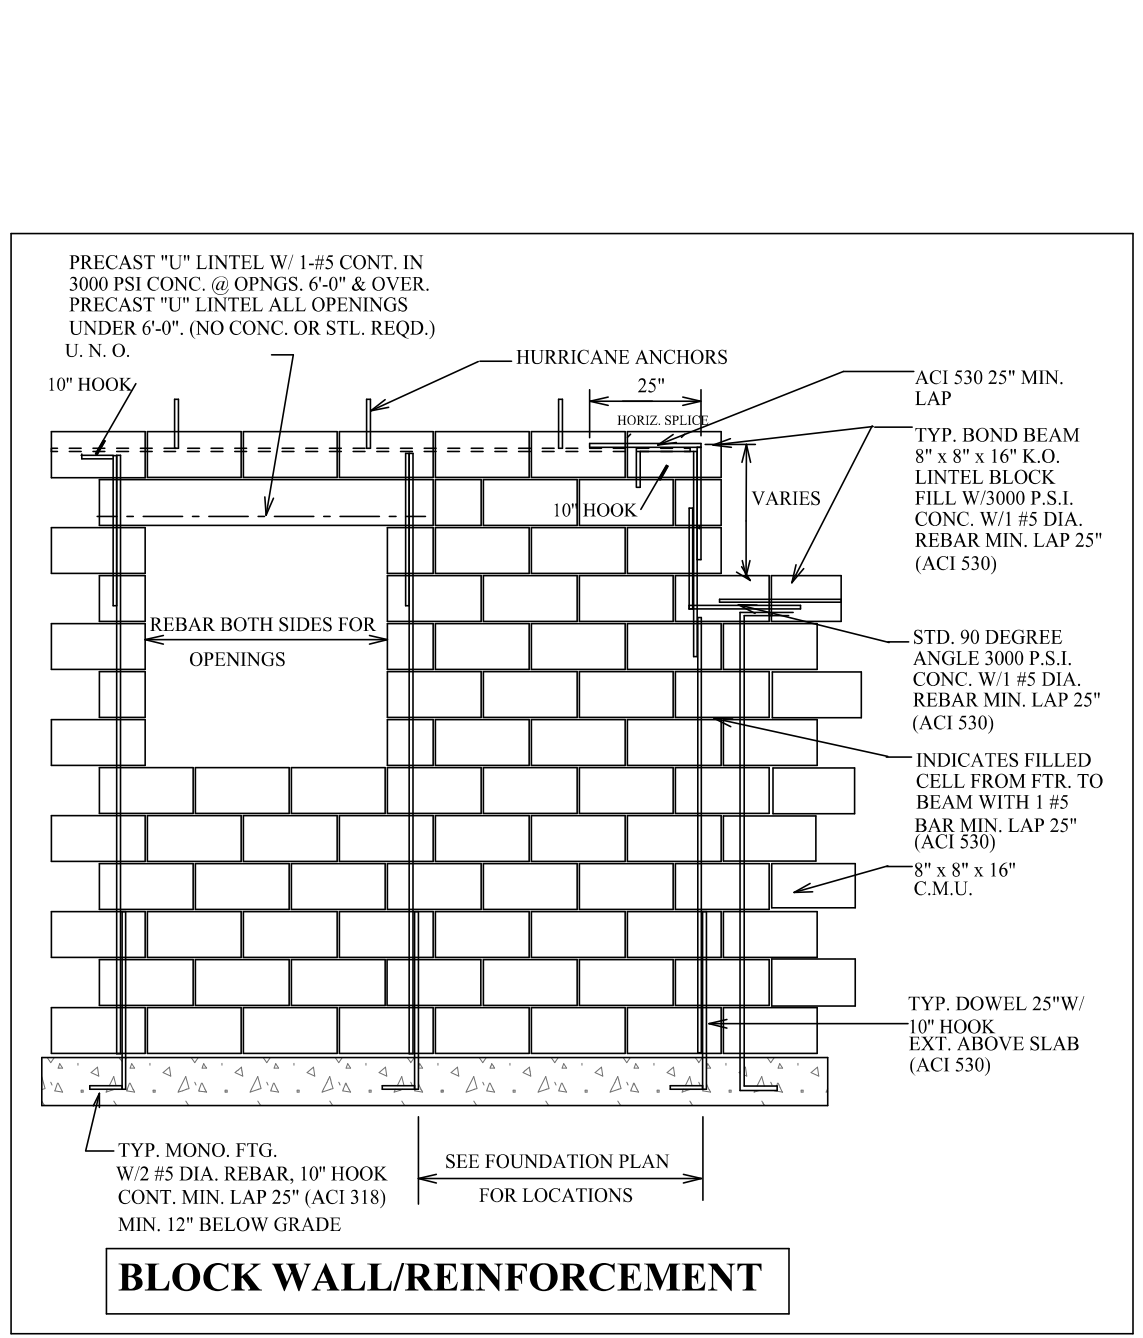 PRECAST "U" LINTEL W/ 1-#5 CONT. IN
3000 PSI CONC. @ OPNGS. 6'-0" & OVER.
PRECAST "U" LINTEL ALL OPENINGS
UNDER 6'-0". (NO CONC. OR STL. REQD.)
U. N. O.
10" HOOK
HURRICANE ANCHORS
25"
HORIZ. SPLICE
ACI 530 25" MIN.
LAP
TYP. BOND BEAM
8" x 8" x 16" K.O.
LINTEL BLOCK
FILL W/3000 P.S.I.
CONC. W/1 #5 DIA.
REBAR MIN. LAP 25"
(ACI 530)
VARIES
10" HOOK
REBAR BOTH SIDES FOR
OPENINGS
STD. 90 DEGREE
ANGLE 3000 P.S.I.
CONC. W/1 #5 DIA.
REBAR MIN. LAP 25"
(ACI 530)
INDICATES FILLED
CELL FROM FTR. TO
BEAM WITH 1 #5
BAR MIN. LAP 25"
(ACI 530)
8" x 8" x 16"
C.M.U.
TYP. DOWEL 25"W/
10" HOOK
EXT. ABOVE SLAB
(ACI 530)
TYP. MONO. FTG.
W/2 #5 DIA. REBAR, 10" HOOK
CONT. MIN. LAP 25" (ACI 318)
MIN. 12" BELOW GRADE
SEE FOUNDATION PLAN
FOR LOCATIONS
BLOCK WALL/REINFORCEMENT